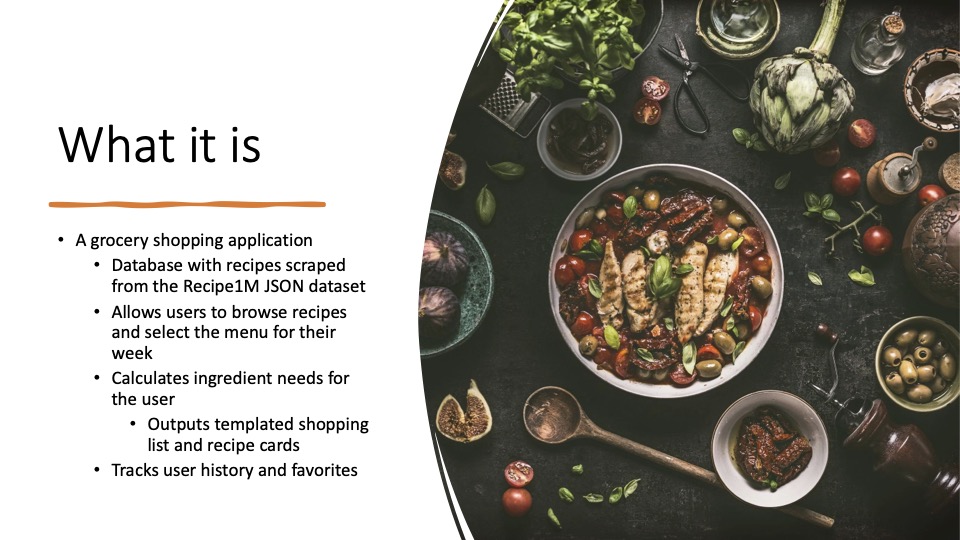 What it is
• A grocery shopping application
• Database with recipes scraped
from the Recipe1M JSON dataset
• Allows users to browse recipes
and select the menu for their
week
• Calculates ingredient needs for
the user
• Outputs templated shopping
list and recipe cards
• Tracks user history and favorites